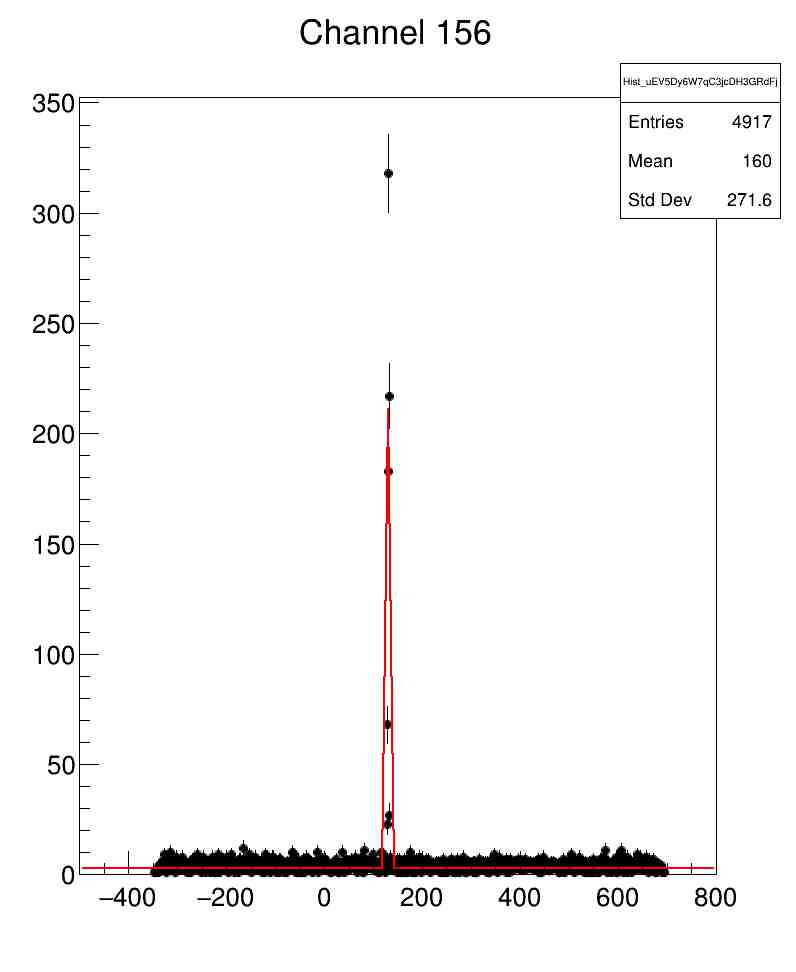 Channel 156
Hist_uEV5Dy6W7qC3jcDH3GRdFj
Entries 4917
Mean 160
Std Dev 271.6
350
300
250
200
150
100
50
0
−400 −200 0 200 400 600 800